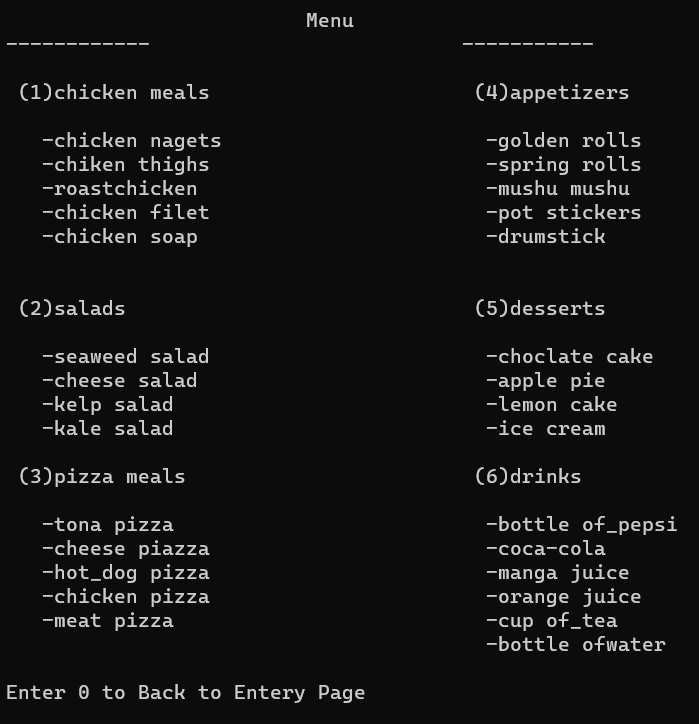 Menu
------------ -----------
(1)chicken meals (4)appetizers
-chicken nagets -golden rolls
-chiken thighs -spring rolls
-roastchicken -mushu mushu
-chicken filet -pot stickers
-chicken soap -drumstick
(2)salads (5)desserts
-seaweed salad -choclate cake
-cheese salad -apple pie
-kelp salad -lemon cake
-kale salad -ice cream
(3)pizza meals (6)drinks
-tona pizza -bottle of_pepsi
-cheese piazza -coca-cola
-hot_dog pizza -manga juice
-chicken pizza -orange juice
-meat pizza -cup of_tea
-bottle ofwater
Enter 0 to Back to Entery Page